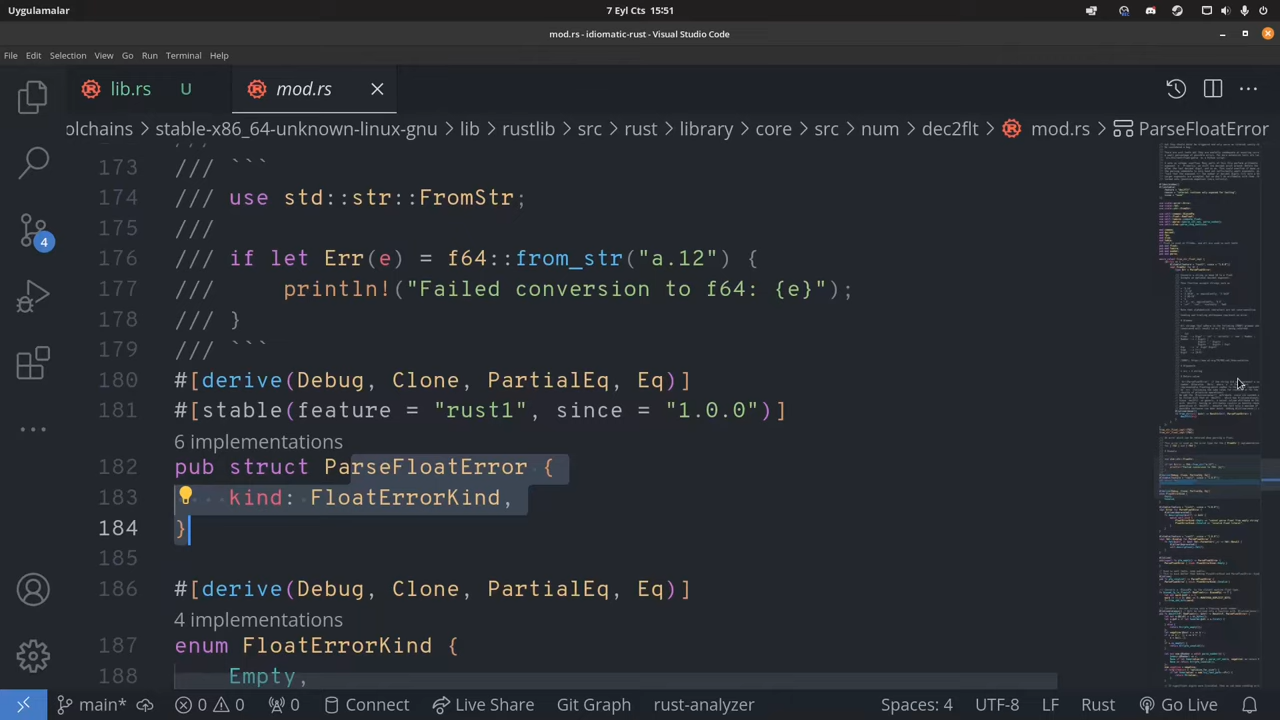 Uygulamalar
7 Eyl Cts 15:51
mod.rs - idiomatic-rust - Visual Studio Code
File Edit Selection View Go Run Terminal Help
lib.rs U
mod.rs
olchains > stable-x86_64-unknown-linux-gnu > lib > rustlib > src > rust > library > core > src > num > dec2flt > mod.rs > ParseFloatError
173 /// ```
174 /// use std::str::FromStr;
175 ///
176 /// if let Err(e) = f64::from_str("a.12") {
177 ///     println!("Failed conversion to f64: {e}");
178 /// }
179 /// ```
180 #[derive(Debug, Clone, PartialEq, Eq)]
181 #[stable(feature = "rust1", since = "1.0.0")]
6 implementations
182 pub struct ParseFloatError {
183     kind: FloatErrorKind,
184 }
185
186 #[derive(Debug, Clone, PartialEq, Eq)]
4 implementations
187 enum FloatErrorKind {
188     Empty,
4
main* 0 0 0 Connect Live Share Git Graph rust-analyzer Spaces: 4 UTF-8 LF Rust Go Live